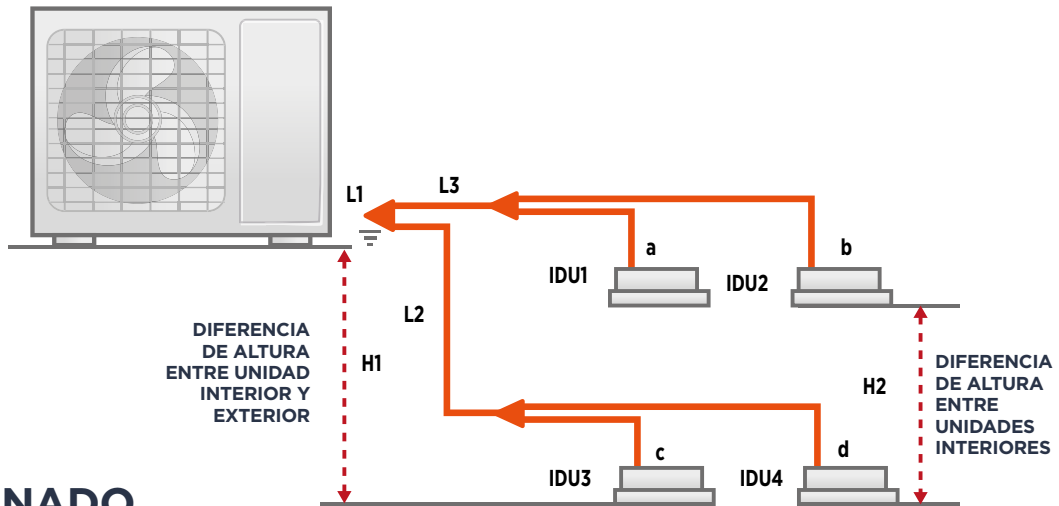 L1
L3
a
b
IDU1
IDU2
L2
DIFERENCIA
DE ALTURA
ENTRE UNIDAD
INTERIOR Y
EXTERIOR
H1
H2
DIFERENCIA
DE ALTURA
ENTRE
UNIDADES
INTERIORES
c
d
IDU3
IDU4
NADO